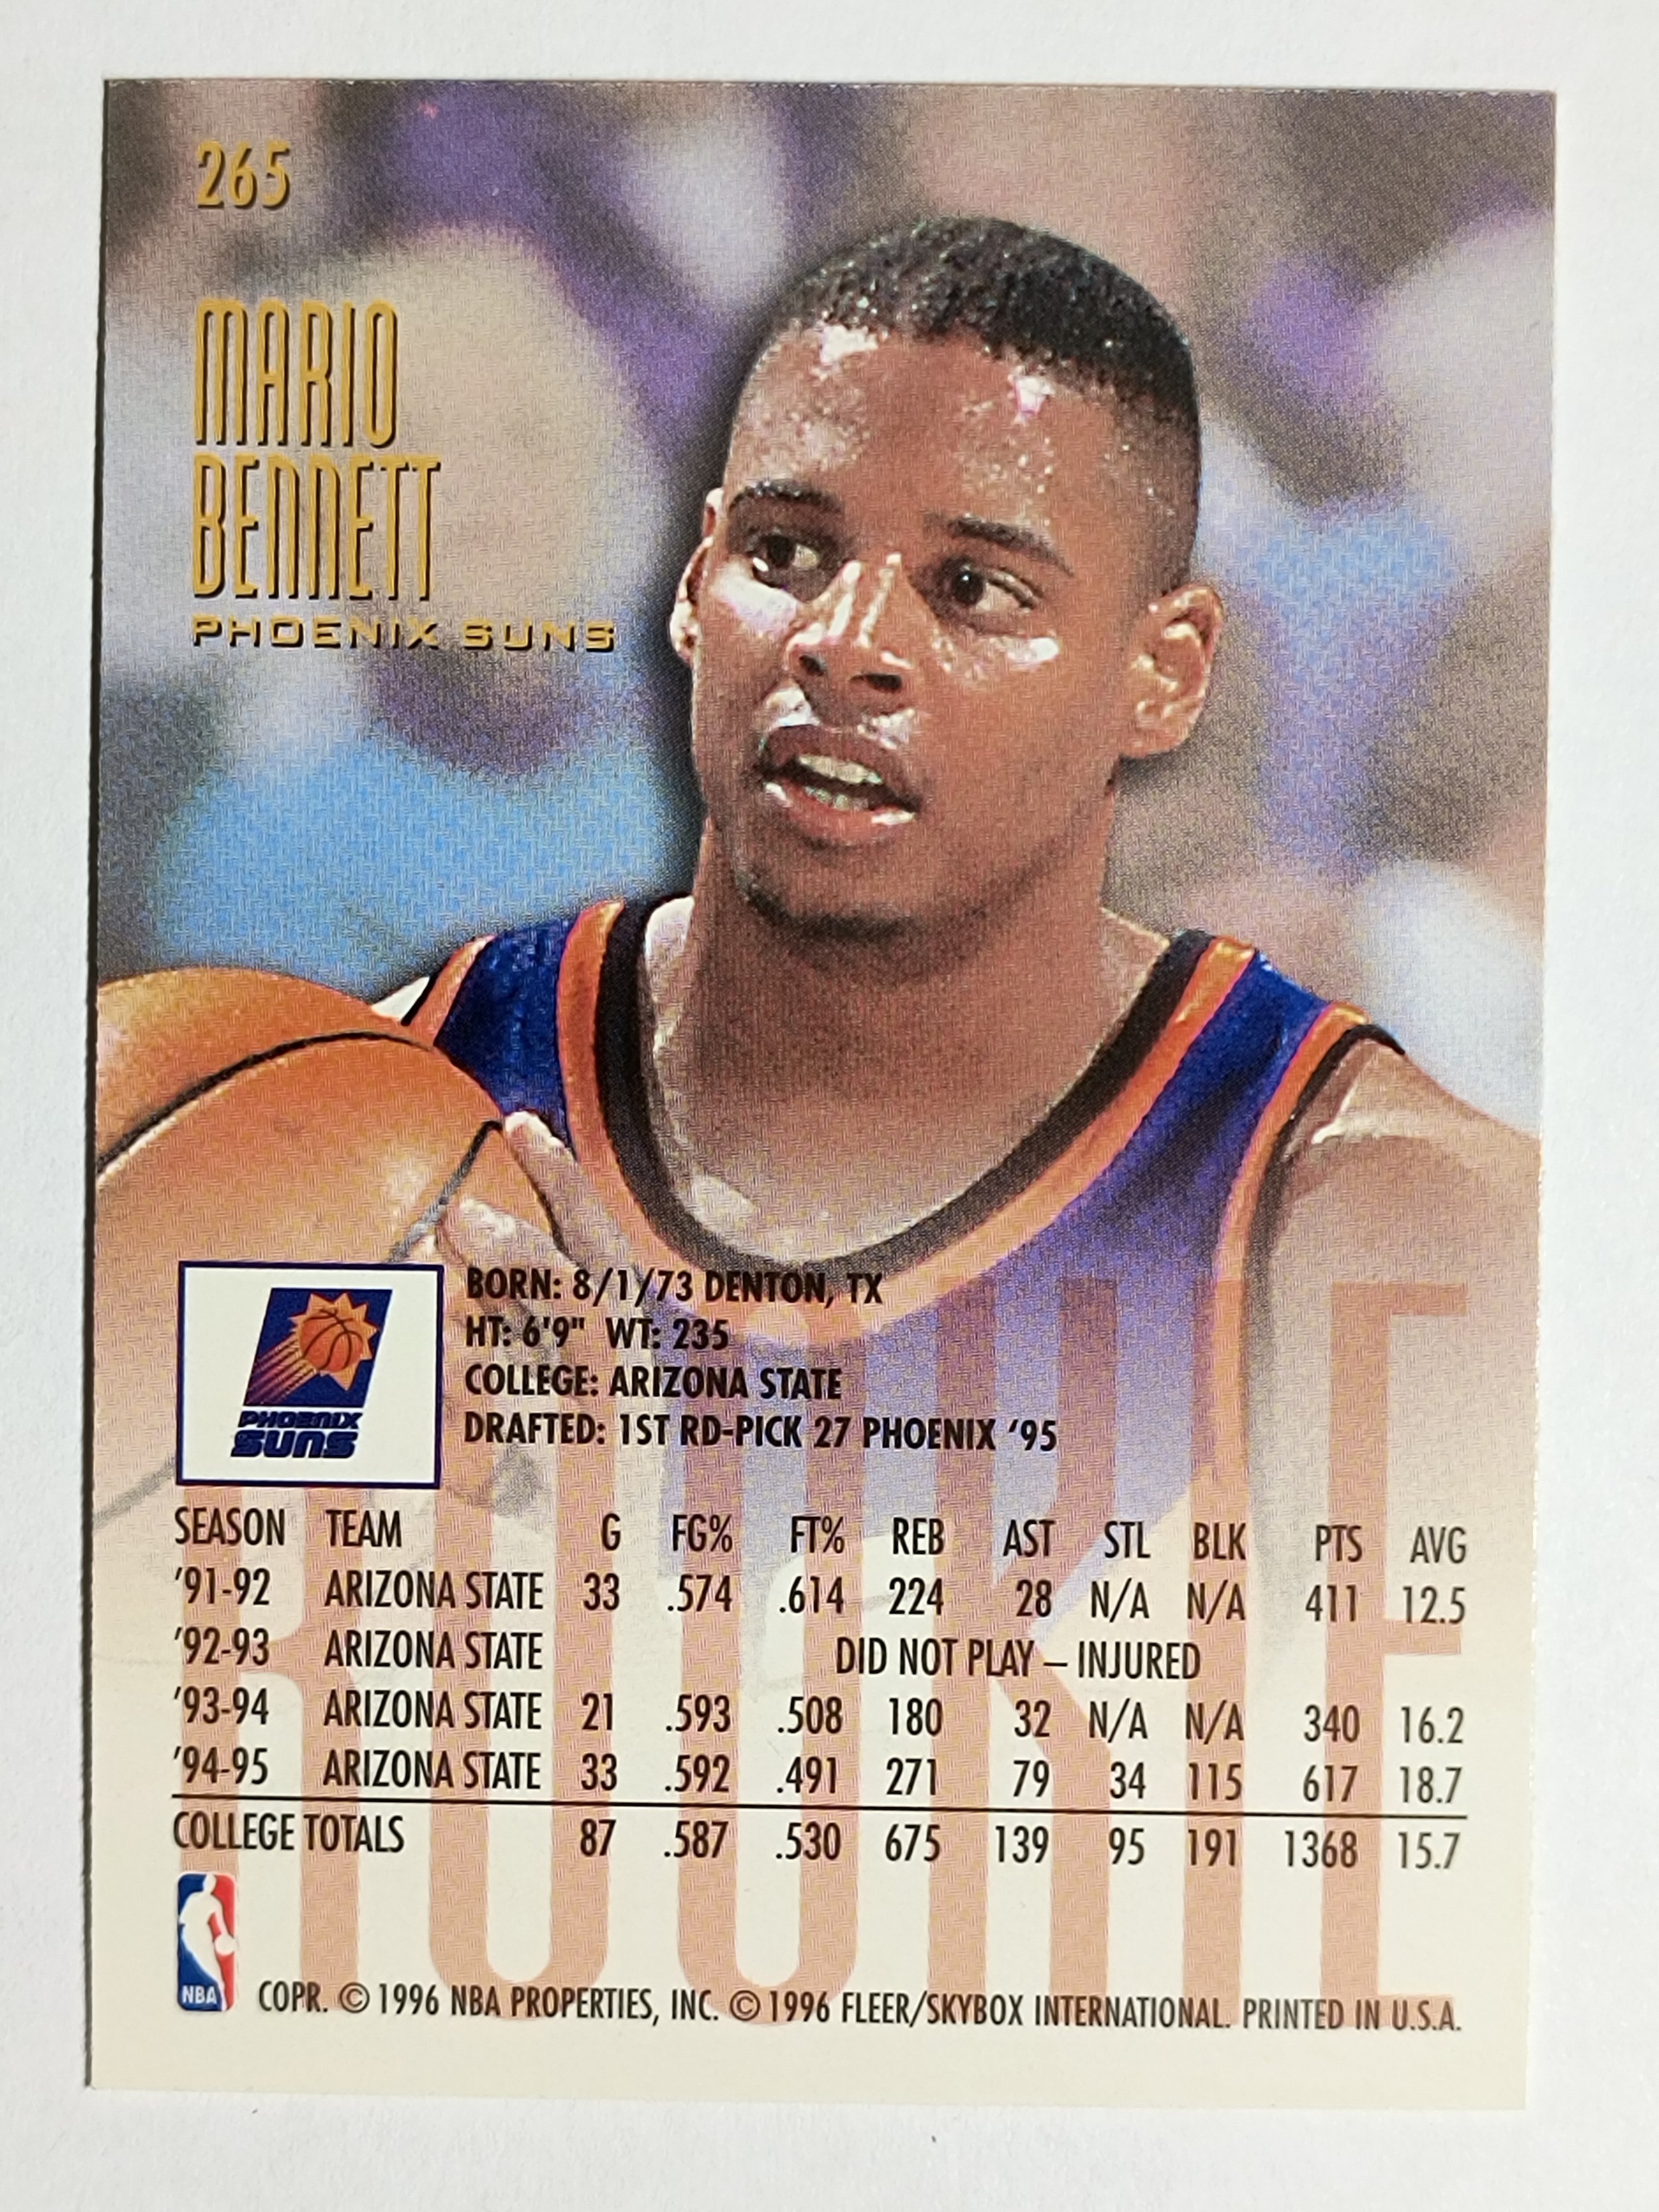 265
MARIO
BENNETT
PHOENIX SUNS
BORN: 8/1/73 DENTON, TX
HT: 6'9" WT: 235
COLLEGE: ARIZONA STATE
DRAFTED: 1ST RD-PICK 27 PHOENIX '95
PHOENIX
SUNS
ROOKIE
SEASON TEAM G FG% FT% REB AST STL BLK PTS AVG
'91-92 ARIZONA STATE 33 .574 .614 224 28 N/A N/A 411 12.5
'92-93 ARIZONA STATE DID NOT PLAY – INJURED
'93-94 ARIZONA STATE 21 .593 .508 180 32 N/A N/A 340 16.2
'94-95 ARIZONA STATE 33 .592 .491 271 79 34 115 617 18.7
COLLEGE TOTALS 87 .587 .530 675 139 95 191 1368 15.7
NBA
COPR. © 1996 NBA PROPERTIES, INC. © 1996 FLEER/SKYBOX INTERNATIONAL. PRINTED IN U.S.A.